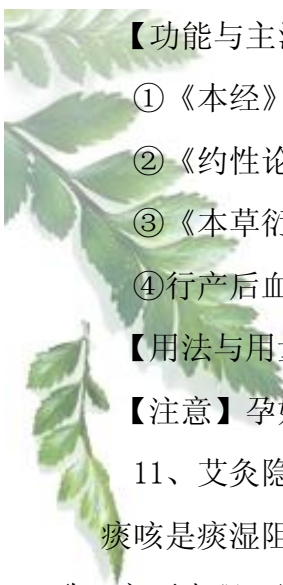 【功能与主
①《本经》
②《约性论
③《本草衍
④行产后血
【用法与用
【注意】孕
11、艾灸隐
痰咳是痰湿阻